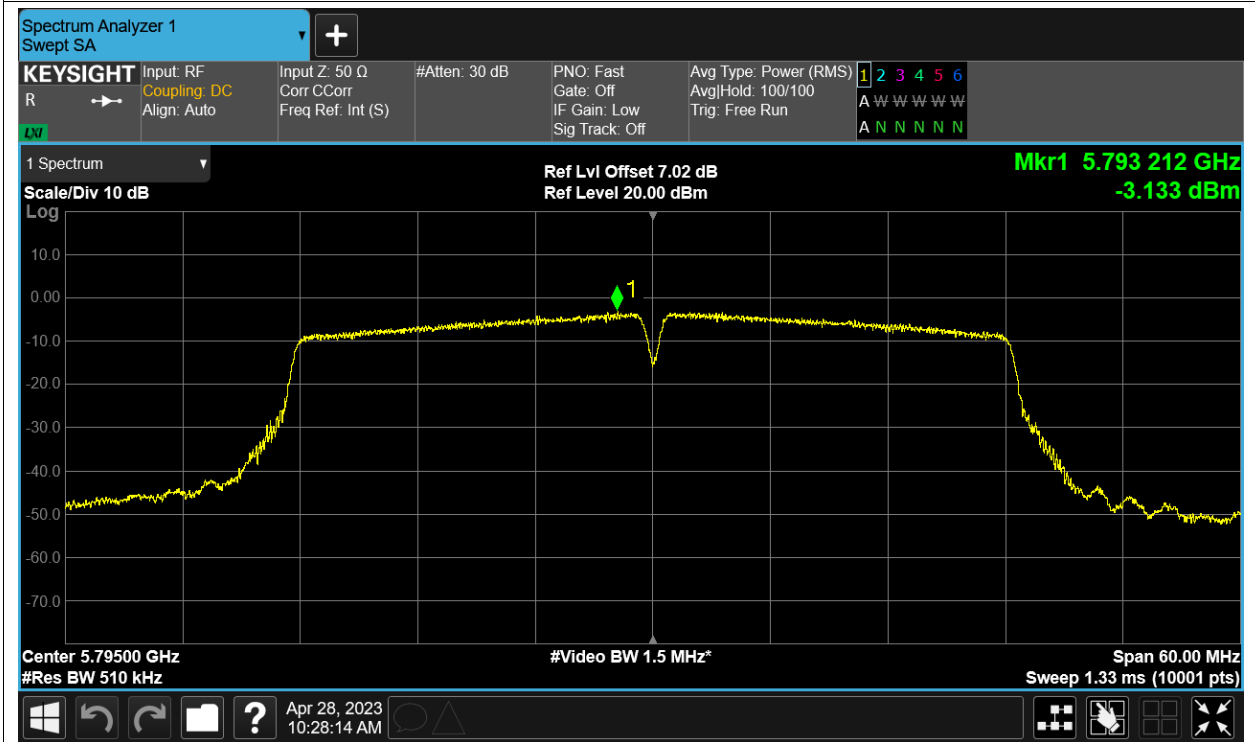 Spectrum Analyzer 1
Swept SA
+
KEYSIGHT
R
LXI
Input: RF
Coupling: DC
Align: Auto
Input Z: 50 Ω
Corr CCorr
Freq Ref: Int (S)
#Atten: 30 dB
PNO: Fast
Gate: Off
IF Gain: Low
Sig Track: Off
Avg Type: Power (RMS)
Avg|Hold: 100/100
Trig: Free Run
1 2 3 4 5 6
A W W W W W
A N N N N N
1 Spectrum
Scale/Div 10 dB
Log
Ref Lvl Offset 7.02 dB
Ref Level 20.00 dBm
Mkr1 5.793 212 GHz
-3.133 dBm
10.0
0.00
-10.0
-20.0
-30.0
-40.0
-50.0
-60.0
-70.0
1
Center 5.79500 GHz
#Res BW 510 kHz
#Video BW 1.5 MHz*
Span 60.00 MHz
Sweep 1.33 ms (10001 pts)
?
Apr 28, 2023
10:28:14 AM